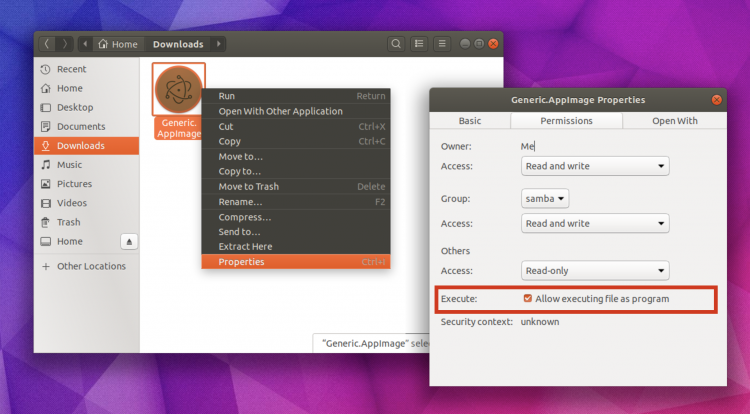 Home Downloads
Recent
Home
Desktop
Documents
Downloads
Music
Pictures
Videos
Trash
Home
Other Locations
Generic.
AppImage
Run Return
Open With Other Application
Cut Ctrl+X
Copy Ctrl+C
Move to…
Copy to…
Move to Trash Delete
Rename… F2
Compress…
Send to…
Extract Here
Properties Ctrl+I
"Generic.AppImage" selec
Generic.AppImage Properties
Basic Permissions Open With
Owner: Me
Access: Read and write
Group: samba
Access: Read and write
Others
Access: Read-only
Execute: Allow executing file as program
Security context: unknown